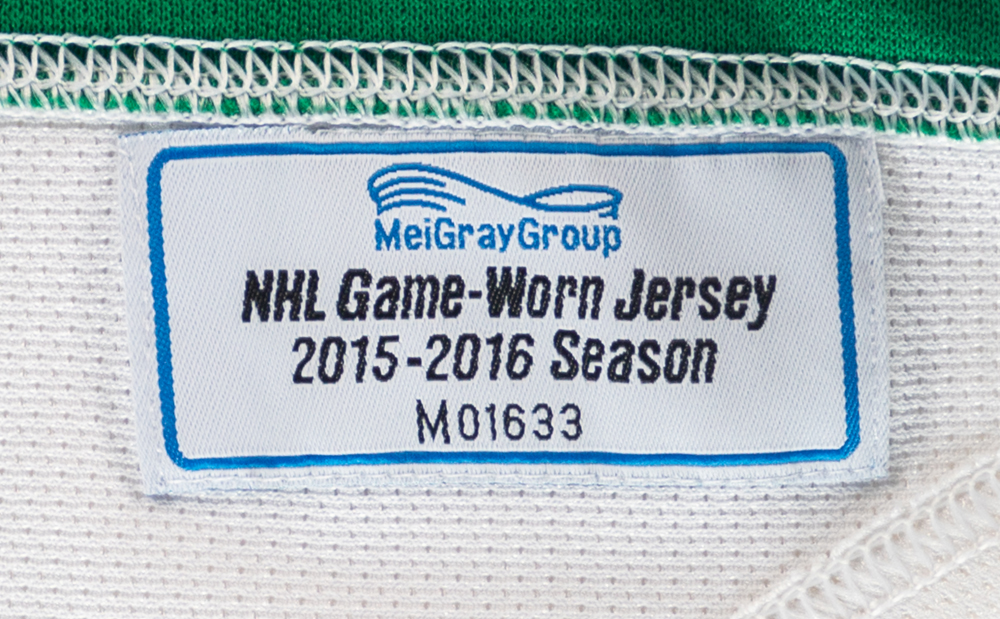 MeiGrayGroup
NHL Game-Worn Jersey
2015-2016 Season
M01633